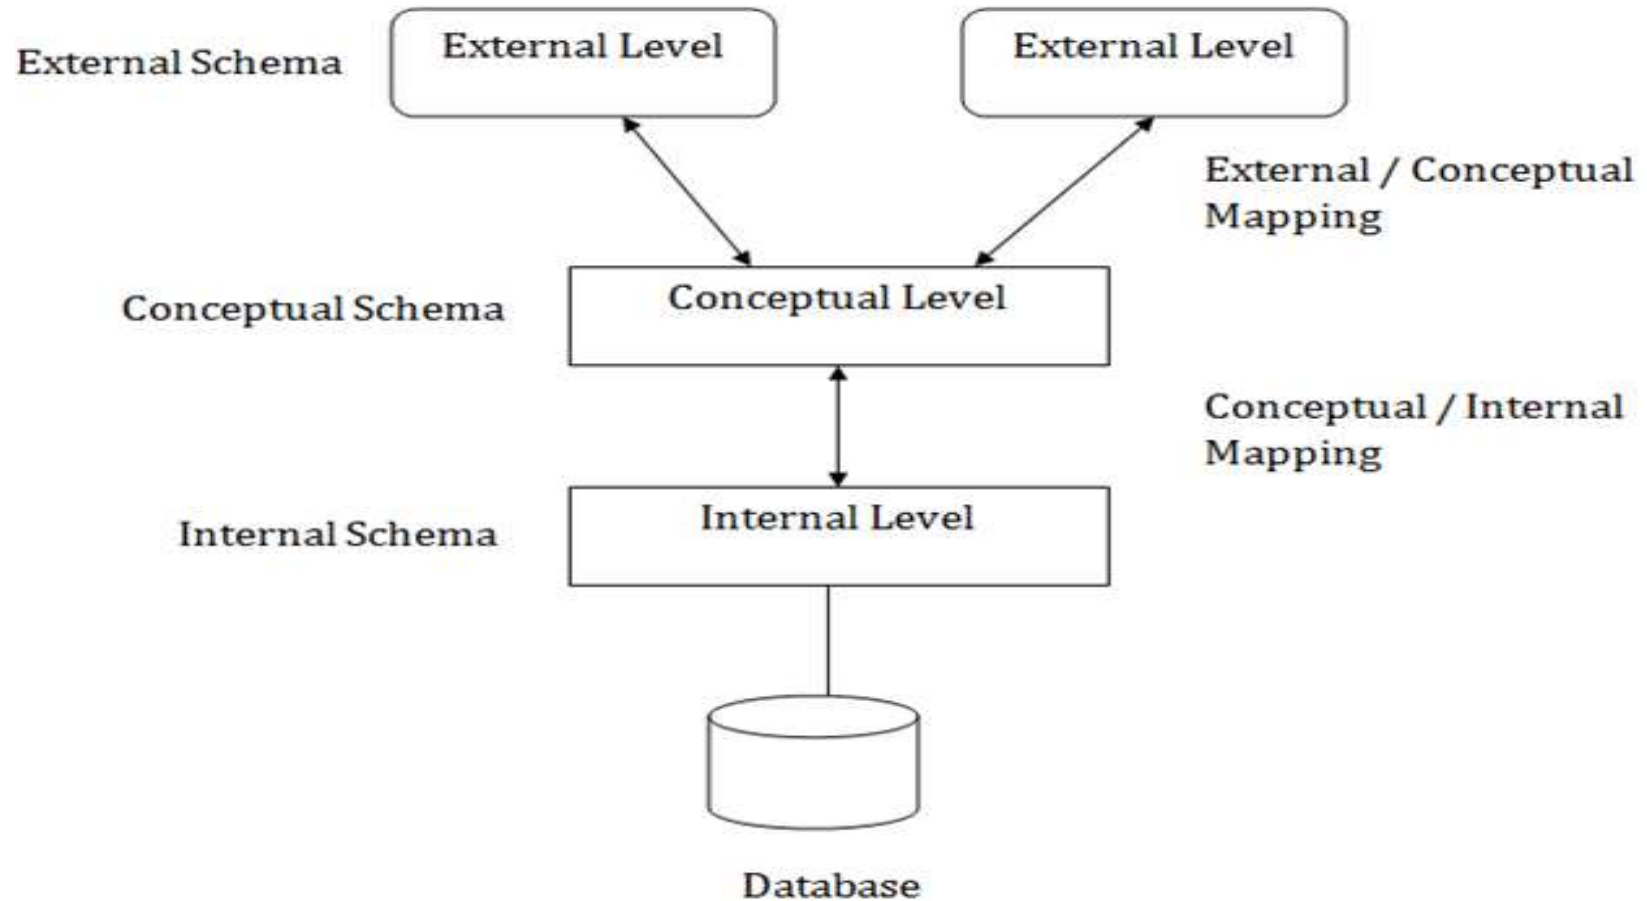 External Schema
External Level
External Level
External / Conceptual
Mapping
Conceptual Schema
Conceptual Level
Conceptual / Internal
Mapping
Internal Schema
Internal Level
Database